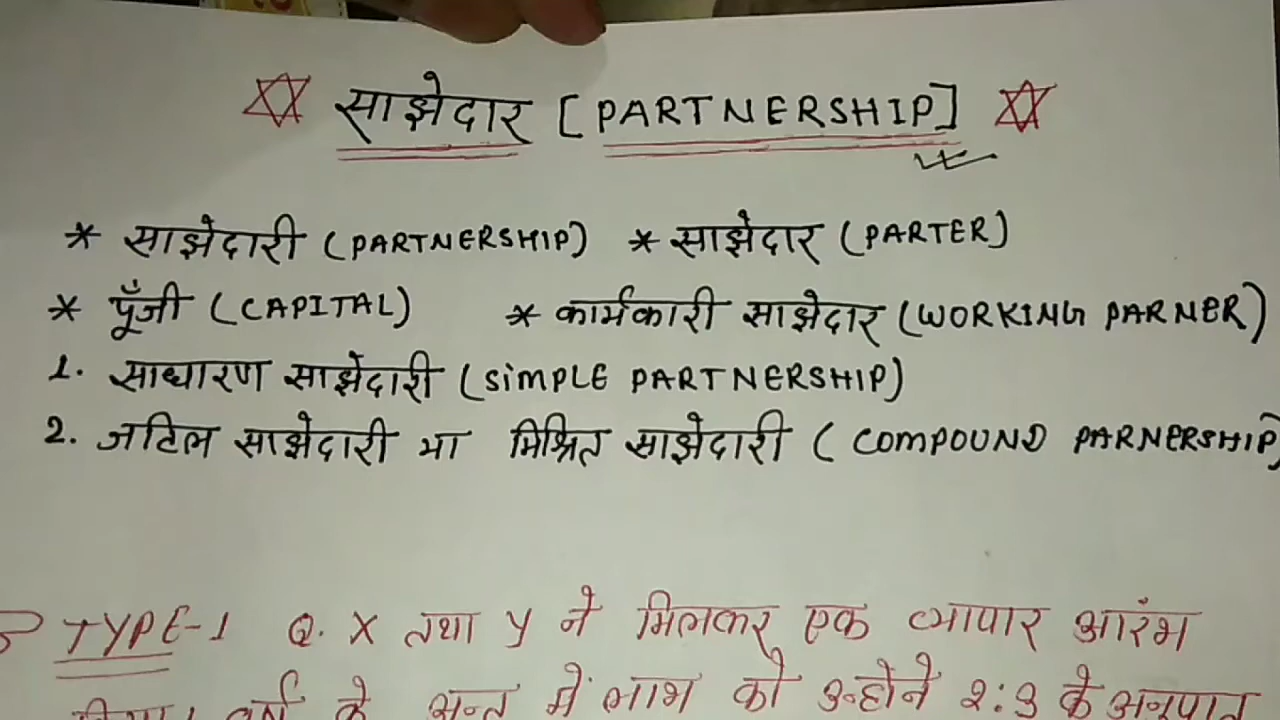 साझेदार [PARTNERSHIP]
* साझेदारी (PARTNERSHIP) * साझेदार (PARTER)
* पूँजी (CAPITAL) * कार्मकारी साझेदार (WORKING PARNER)
1. साधारण साझेदारी (SIMPLE PARTNERSHIP)
2. जटिल साझेदारी या मिश्रित साझेदारी (COMPOUND PARNERSHIP)
TYPE-1 Q. X तथा y ने मिलकर एक व्यापार आरंभ
वर्ष के अन्त में लाभ को उन्होने 2:3 के अनुपात